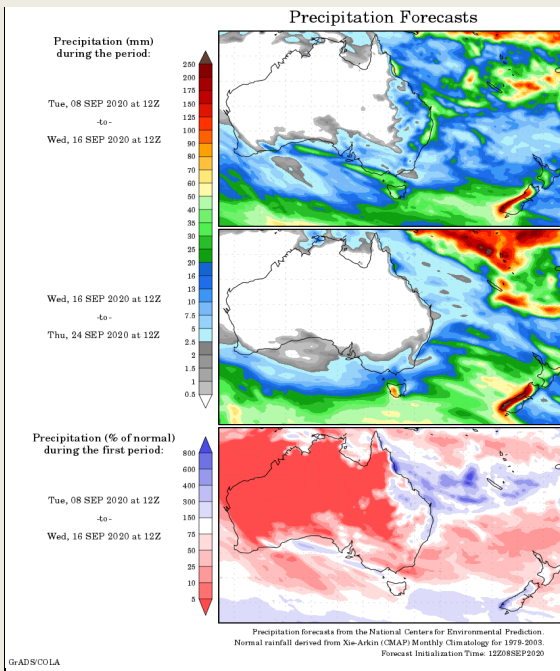 Precipitation Forecasts
Precipitation (mm)
during the period:
Tue, 08 SEP 2020 at 12Z
-to-
Wed, 16 SEP 2020 at 12Z
250
200
175
150
125
100
90
80
70
60
50
40
35
30
25
20
16
13
10
7.5
5
2.5
2
1.5
1
0.5
Wed, 16 SEP 2020 at 12Z
-to-
Thu, 24 SEP 2020 at 12Z
Precipitation (% of normal)
during the first period:
Tue, 08 SEP 2020 at 12Z
-to-
Wed, 16 SEP 2020 at 12Z
800
600
400
300
150
75
50
25
10
5
Precipitation forecasts from the National Centers for Environmental Prediction.
Normal rainfall derived from Xie-Arkin (CMAP) Monthly Climatology for 1979-2003.
Forecast Initialization Time: 12Z08SEP2020
GrADS/COLA